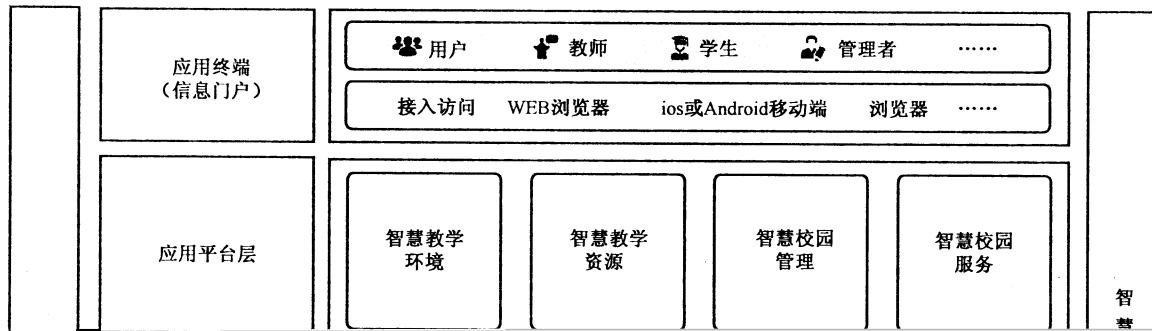 应用终端
（信息门户）
用户 教师 学生 管理者 ……
接入访问 WEB浏览器 ios或Android移动端 浏览器 ……
应用平台层
智慧教学
环境
智慧教学
资源
智慧校园
管理
智慧校园
服务
智
慧